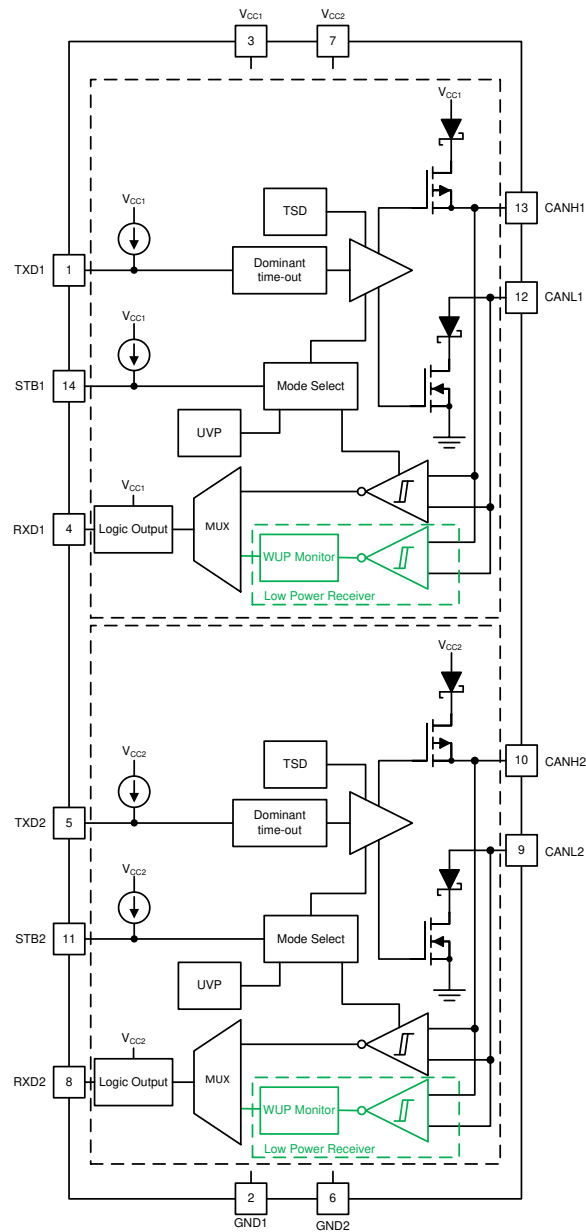 VCC1 VCC2
3 7
VCC1
TSD
VCC1
13 CANH1
TXD1 1
Dominant
time-out
12 CANL1
VCC1
STB1 14
Mode Select
UVP
VCC1
RXD1 4
Logic Output
MUX
WUP Monitor
Low Power Receiver
VCC2
TSD
VCC2
10 CANH2
TXD2 5
Dominant
time-out
9 CANL2
VCC2
STB2 11
Mode Select
UVP
VCC2
RXD2 8
Logic Output
MUX
WUP Monitor
Low Power Receiver
2 6
GND1 GND2